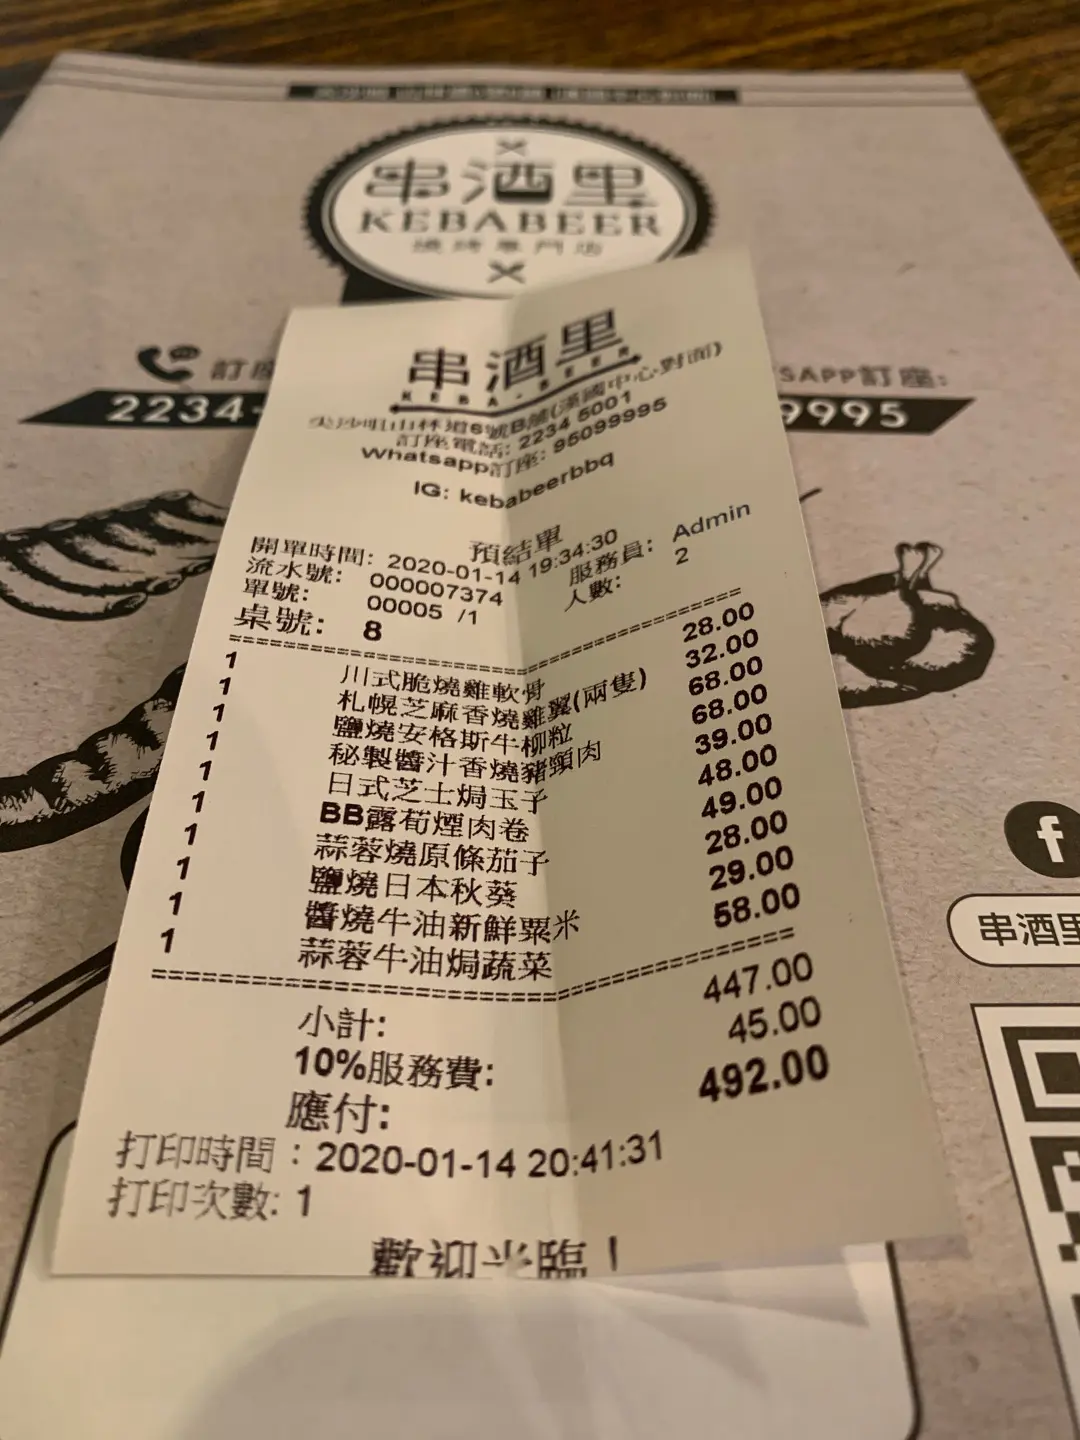 串酒里
KEBABEER
燒烤專門店
訂座
SAPP訂座:
2234-
9995
串酒里
KEBA-BEER
尖沙咀山林道6號B舖(漢國中心對面)
訂座電話: 2234 5001
Whatsapp訂座: 95099995
IG: kebabeerbbq
預結單
開單時間: 2020-01-14 19:34:30
流水號: 000007374 服務員: Admin
單號: 00005 /1 人數: 2
桌號: 8
1 川式脆燒雞軟骨 28.00
1 札幌芝麻香燒雞翼(兩隻) 32.00
1 鹽燒安格斯牛柳粒 68.00
1 秘製醬汁香燒豬頸肉 68.00
1 日式芝士焗玉子 39.00
1 BB露荀煙肉卷 48.00
1 蒜蓉燒原條茄子 49.00
1 鹽燒日本秋葵 28.00
1 醬燒牛油新鮮粟米 29.00
1 蒜蓉牛油焗蔬菜 58.00
小計: 447.00
10%服務費: 45.00
應付: 492.00
打印時間：2020-01-14 20:41:31
打印次數: 1
歡迎光臨！
f
串酒里